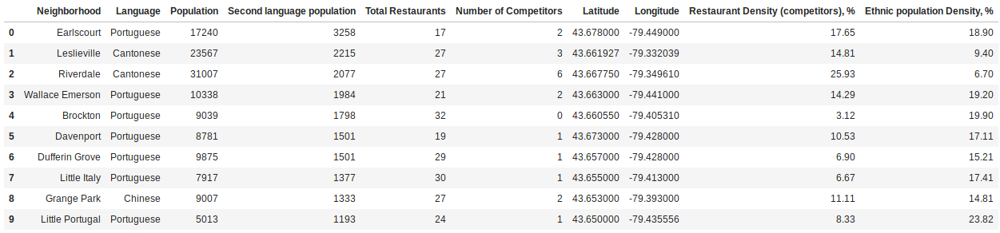 Neighborhood Language Population Second language population Total Restaurants Number of Competitors Latitude Longitude Restaurant Density (competitors), % Ethnic population Density, %
0 Earlscourt Portuguese 17240 3258 17 2 43.678000 -79.449000 17.65 18.90
1 Leslieville Cantonese 23567 2215 27 3 43.661927 -79.332039 14.81 9.40
2 Riverdale Cantonese 31007 2077 27 6 43.667750 -79.349610 25.93 6.70
3 Wallace Emerson Portuguese 10338 1984 21 2 43.663000 -79.441000 14.29 19.20
4 Brockton Portuguese 9039 1798 32 0 43.660550 -79.405310 3.12 19.90
5 Davenport Portuguese 8781 1501 19 1 43.673000 -79.428000 10.53 17.11
6 Dufferin Grove Portuguese 9875 1501 29 1 43.657000 -79.428000 6.90 15.21
7 Little Italy Portuguese 7917 1377 30 1 43.655000 -79.413000 6.67 17.41
8 Grange Park Chinese 9007 1333 27 2 43.653000 -79.393000 11.11 14.81
9 Little Portugal Portuguese 5013 1193 24 1 43.650000 -79.435556 8.33 23.82